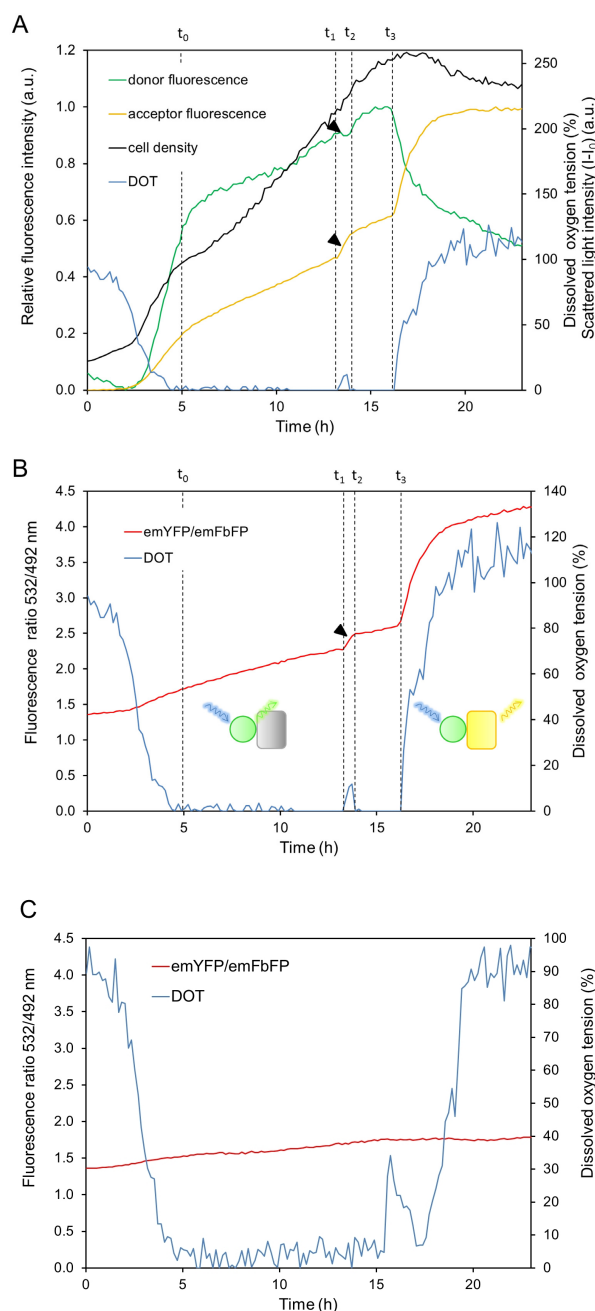 A
t₀ t₁ t₂ t₃
Relative fluorescence intensity (a.u.)
1.2
1.0
0.8
0.6
0.4
0.2
0.0
donor fluorescence
acceptor fluorescence
cell density
DOT
250
200
150
100
50
0
Dissolved oxygen tension (%)
Scattered light intensity (I-I₀) (a.u.)
0 5 10 15 20
Time (h)
B
t₀ t₁ t₂ t₃
Fluorescence ratio 532/492 nm
4.5
4.0
3.5
3.0
2.5
2.0
1.5
1.0
0.5
0.0
emYFP/emFbFP
DOT
140
120
100
80
60
40
20
0
Dissolved oxygen tension (%)
0 5 10 15 20
Time (h)
C
Fluorescence ratio 532/492 nm
4.5
4.0
3.5
3.0
2.5
2.0
1.5
1.0
0.5
0.0
emYFP/emFbFP
DOT
100
90
80
70
60
50
40
30
20
10
0
Dissolved oxygen tension (%)
0 5 10 15 20
Time (h)